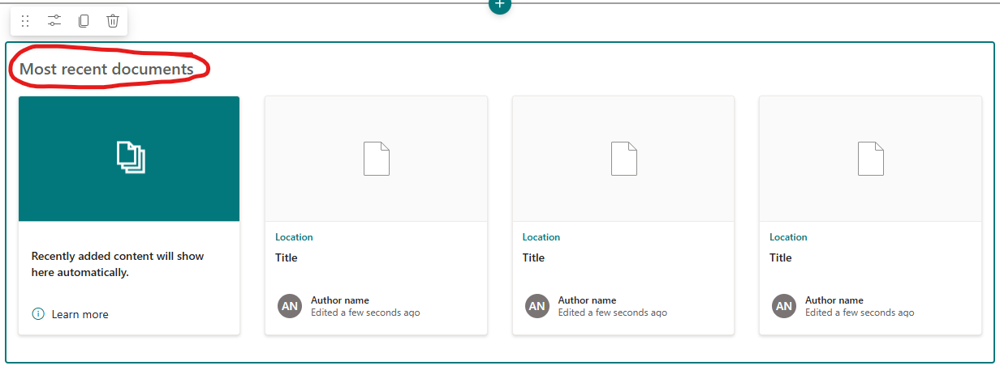 Most recent documents
Recently added content will show
here automatically.
Learn more
Location
Title
AN
Author name
Edited a few seconds ago
Location
Title
AN
Author name
Edited a few seconds ago
Location
Title
AN
Author name
Edited a few seconds ago